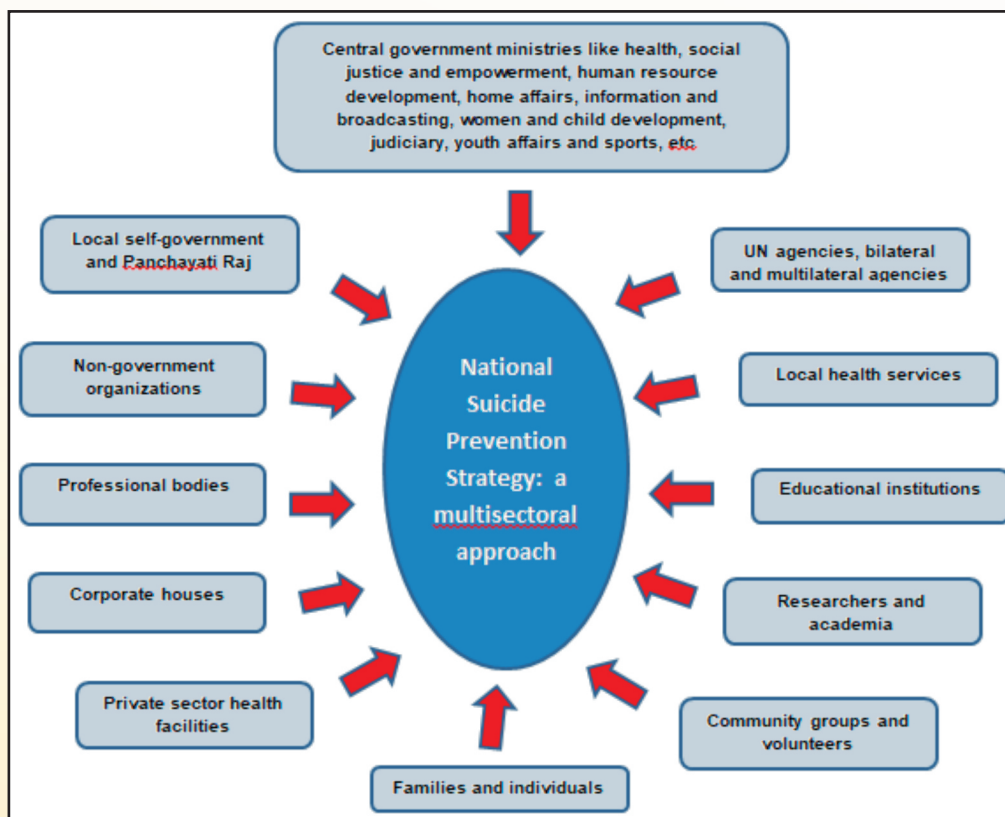 Central government ministries like health, social
justice and empowerment, human resource
development, home affairs, information and
broadcasting, women and child development,
judiciary, youth affairs and sports, etc
Local self-government
and Panchayati Raj
UN agencies, bilateral
and multilateral agencies
Non-government
organizations
Local health services
Professional bodies
Educational institutions
Corporate houses
Researchers and
academia
Private sector health
facilities
Community groups and
volunteers
Families and individuals
National
Suicide
Prevention
Strategy: a
multisectoral
approach